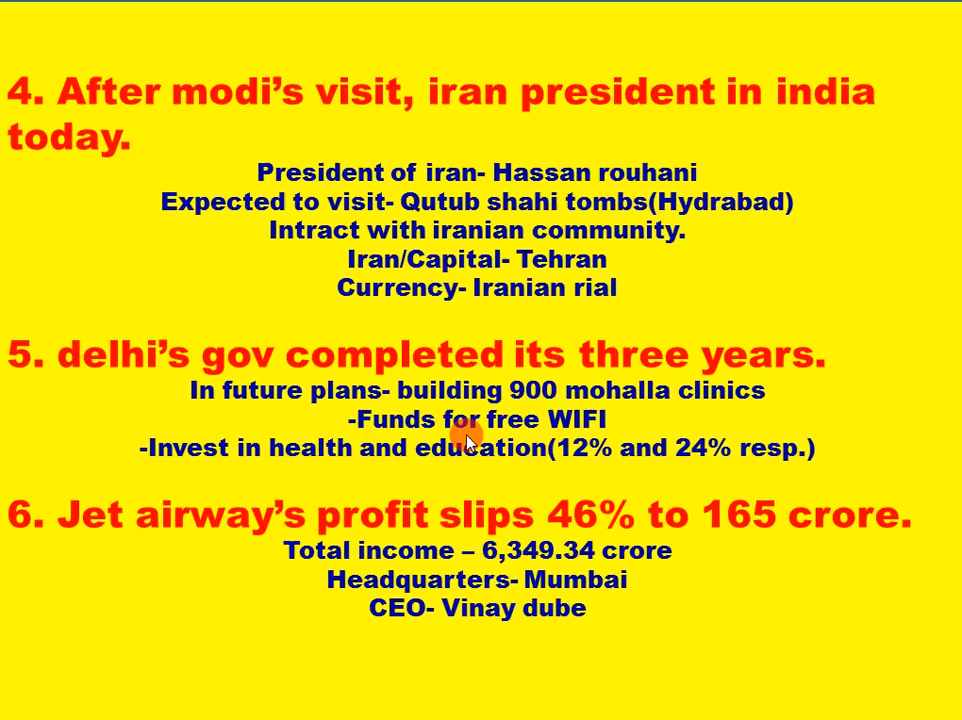 4. After modi’s visit, iran president in india
today.
President of iran- Hassan rouhani
Expected to visit- Qutub shahi tombs(Hydrabad)
Intract with iranian community.
Iran/Capital- Tehran
Currency- Iranian rial
5. delhi’s gov completed its three years.
In future plans- building 900 mohalla clinics
-Funds for free WIFI
-Invest in health and education(12% and 24% resp.)
6. Jet airway’s profit slips 46% to 165 crore.
Total income – 6,349.34 crore
Headquarters- Mumbai
CEO- Vinay dube